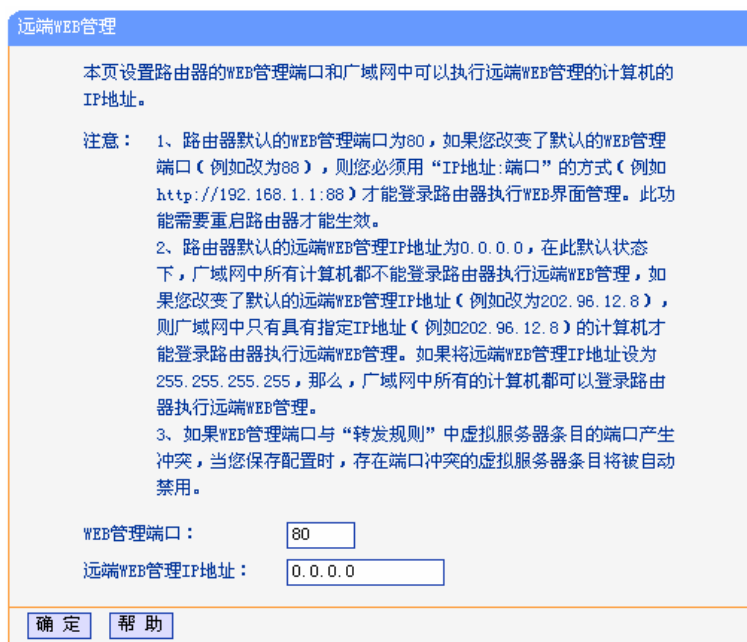 远端WEB管理
本页设置路由器的WEB管理端口和广域网中可以执行远端WEB管理的计算机的
IP地址。
注意： 1、路由器默认的WEB管理端口为80，如果您改变了默认的WEB管理
端口（例如改为88），则您必须用“IP地址:端口”的方式（例如
http://192.168.1.1:88）才能登录路由器执行WEB界面管理。此功
能需要重启路由器才能生效。
2、路由器默认的远端WEB管理IP地址为0.0.0.0，在此默认状态
下，广域网中所有计算机都不能登录路由器执行远端WEB管理，如
果您改变了默认的远端WEB管理IP地址（例如改为202.96.12.8），
则广域网中只有具有指定IP地址（例如202.96.12.8）的计算机才
能登录路由器执行远端WEB管理。如果将远端WEB管理IP地址设为
255.255.255.255，那么，广域网中所有的计算机都可以登录路由
器执行远端WEB管理。
3、如果WEB管理端口与“转发规则”中虚拟服务器条目的端口产生
冲突，当您保存配置时，存在端口冲突的虚拟服务器条目将被自动
禁用。
WEB管理端口： 80
远端WEB管理IP地址： 0.0.0.0
确 定 帮 助